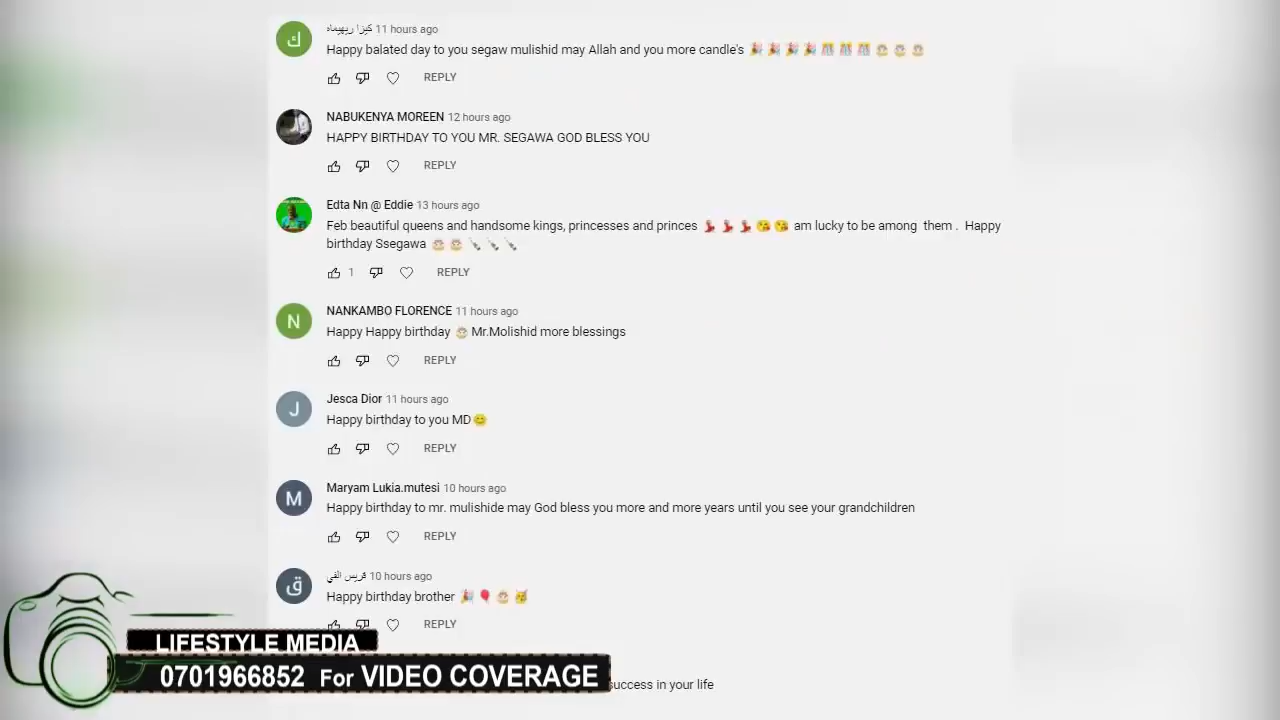 ك
كيزا ريهيماه 11 hours ago
Happy balated day to you segaw mulishid may Allah and you more candle's 🎉🎉🎉🎉🎊🎊🎊🎂🎂🎂
REPLY
NABUKENYA MOREEN 12 hours ago
HAPPY BIRTHDAY TO YOU MR. SEGAWA GOD BLESS YOU
REPLY
Edta Nn @ Eddie 13 hours ago
Feb beautiful queens and handsome kings, princesses and princes 💃💃💃😘😘 am lucky to be among them . Happy
birthday Ssegawa 🎂🎂🍾🍾🍾
1 REPLY
N
NANKAMBO FLORENCE 11 hours ago
Happy Happy birthday 🎂 Mr.Molishid more blessings
REPLY
J
Jesca Dior 11 hours ago
Happy birthday to you MD😊
REPLY
M
Maryam Lukia.mutesi 10 hours ago
Happy birthday to mr. mulishide may God bless you more and more years until you see your grandchildren
REPLY
ق
قريس الفي 10 hours ago
Happy birthday brother 🎉🎈🎂🥳
REPLY
LIFESTYLE MEDIA
0701966852 For VIDEO COVERAGE
success in your life